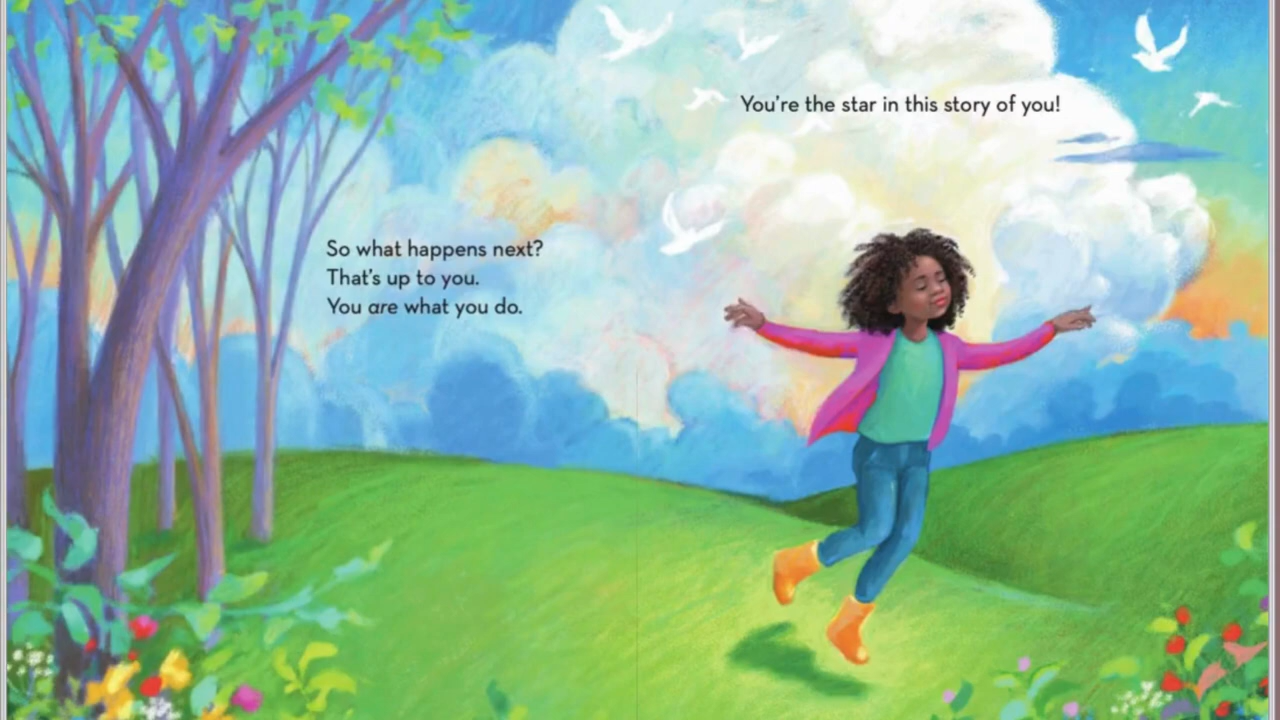 So what happens next?
That's up to you.
You are what you do.
You're the star in this story of you!